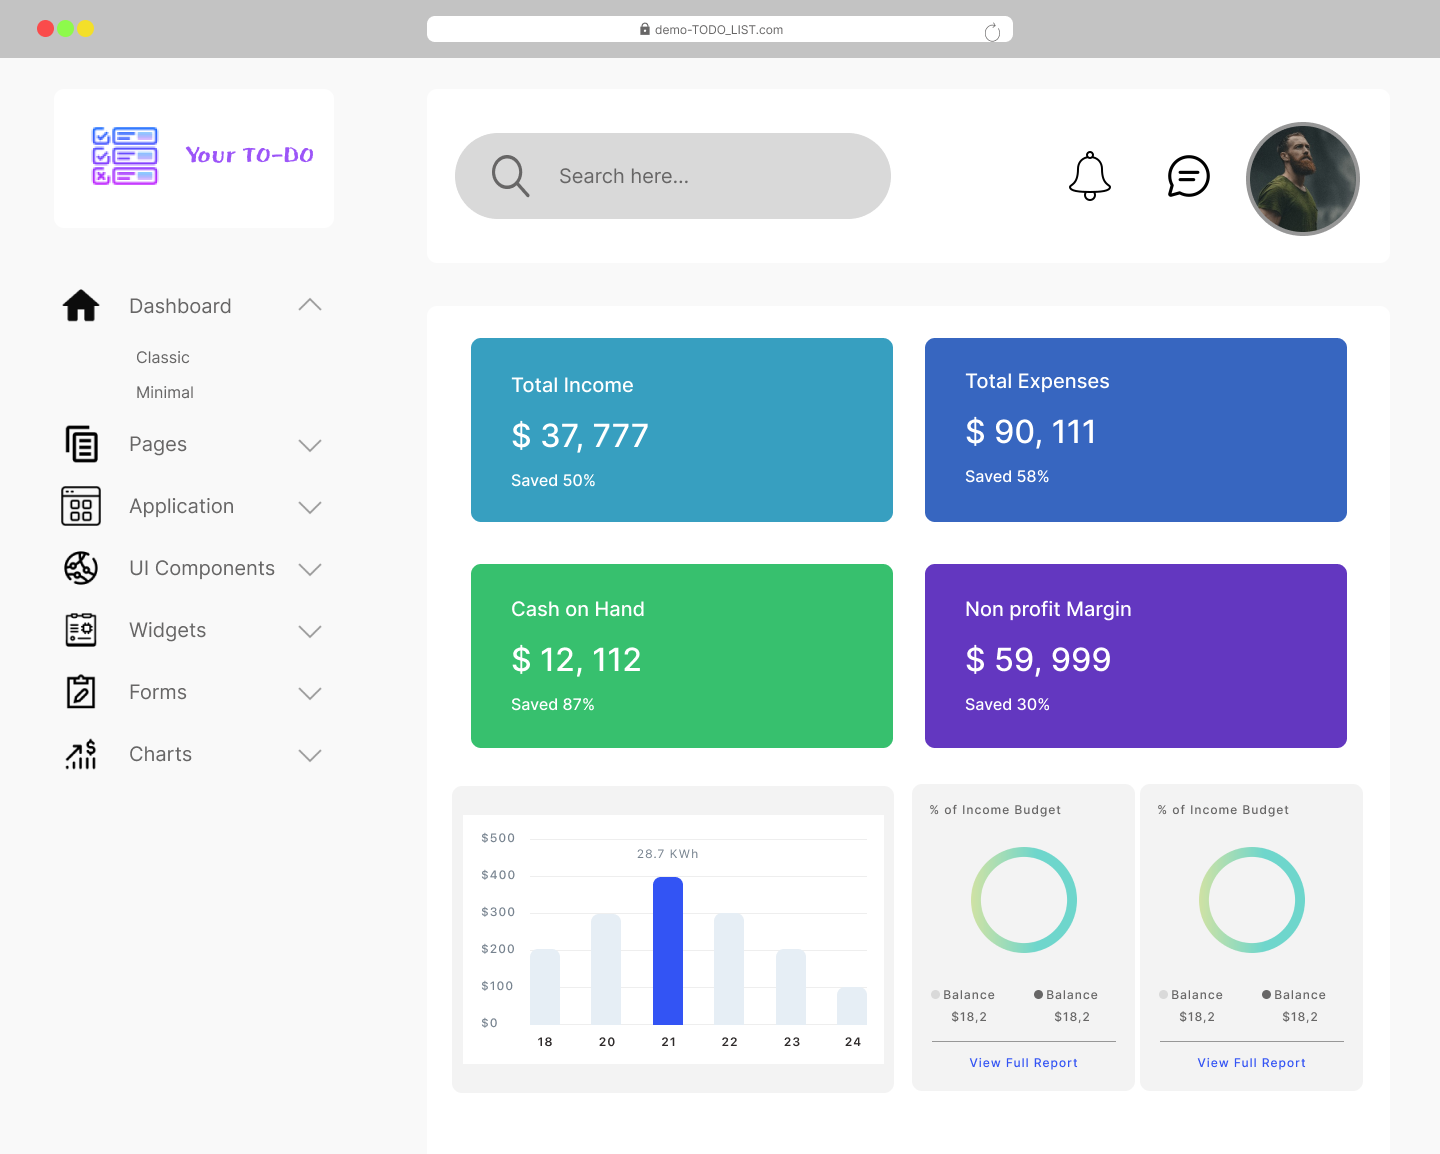 demo-TODO_LIST.com
Your TO-DO
Search here...
Dashboard
Classic
Minimal
Pages
Application
UI Components
Widgets
Forms
Charts
Total Income
$ 37, 777
Saved 50%
Total Expenses
$ 90, 111
Saved 58%
Cash on Hand
$ 12, 112
Saved 87%
Non profit Margin
$ 59, 999
Saved 30%
$500
28.7 KWh
$400
$300
$200
$100
$0
18 20 21 22 23 24
% of Income Budget
Balance Balance
$18,2 $18,2
View Full Report
% of Income Budget
Balance Balance
$18,2 $18,2
View Full Report